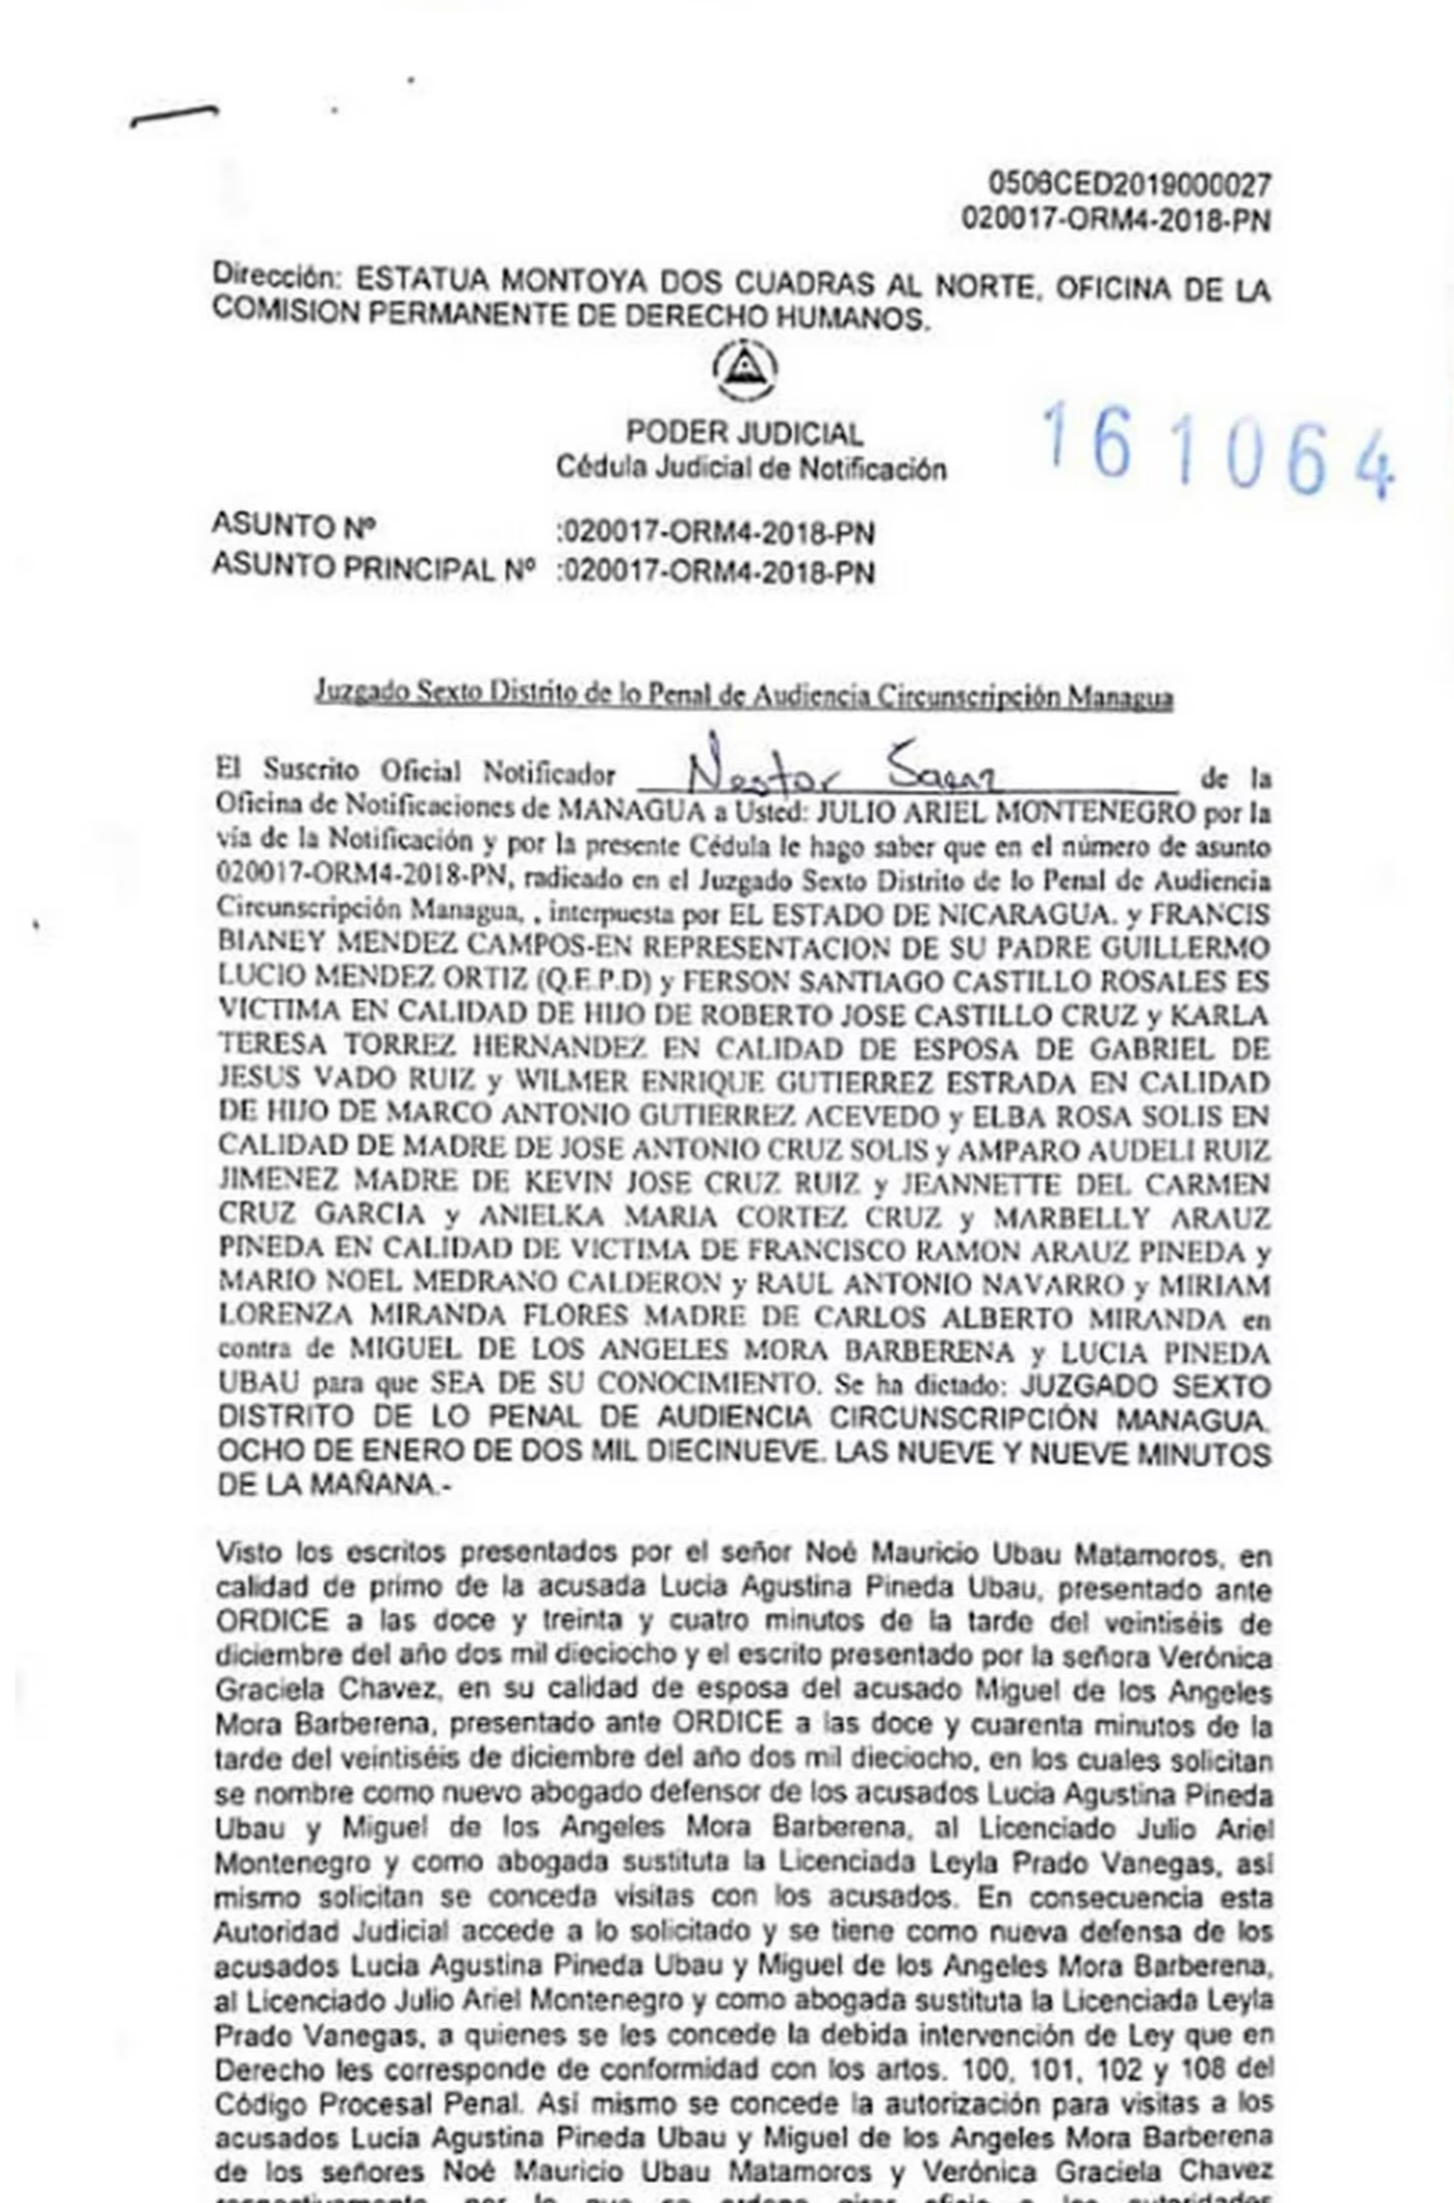 0506CED2019000027
020017-ORM4-2018-PN
Dirección: ESTATUA MONTOYA DOS CUADRAS AL NORTE, OFICINA DE LA
COMISION PERMANENTE DE DERECHO HUMANOS.
PODER JUDICIAL
Cédula Judicial de Notificación
161064
ASUNTO Nº :020017-ORM4-2018-PN
ASUNTO PRINCIPAL Nº :020017-ORM4-2018-PN
Juzgado Sexto Distrito de lo Penal de Audiencia Circunscripción Managua
El Suscrito Oficial Notificador Nestor Saenz de la
Oficina de Notificaciones de MANAGUA a Usted: JULIO ARIEL MONTENEGRO por la
vía de la Notificación y por la presente Cédula le hago saber que en el número de asunto
020017-ORM4-2018-PN, radicado en el Juzgado Sexto Distrito de lo Penal de Audiencia
Circunscripción Managua, , interpuesta por EL ESTADO DE NICARAGUA. y FRANCIS
BIANEY MENDEZ CAMPOS-EN REPRESENTACION DE SU PADRE GUILLERMO
LUCIO MENDEZ ORTIZ (Q.E.P.D) y FERSON SANTIAGO CASTILLO ROSALES ES
VICTIMA EN CALIDAD DE HIJO DE ROBERTO JOSE CASTILLO CRUZ y KARLA
TERESA TORREZ HERNANDEZ EN CALIDAD DE ESPOSA DE GABRIEL DE
JESUS VADO RUIZ y WILMER ENRIQUE GUTIERREZ ESTRADA EN CALIDAD
DE HIJO DE MARCO ANTONIO GUTIERREZ ACEVEDO y ELBA ROSA SOLIS EN
CALIDAD DE MADRE DE JOSE ANTONIO CRUZ SOLIS y AMPARO AUDELI RUIZ
JIMENEZ MADRE DE KEVIN JOSE CRUZ RUIZ y JEANNETTE DEL CARMEN
CRUZ GARCIA y ANIELKA MARIA CORTEZ CRUZ y MARBELLY ARAUZ
PINEDA EN CALIDAD DE VICTIMA DE FRANCISCO RAMON ARAUZ PINEDA y
MARIO NOEL MEDRANO CALDERON y RAUL ANTONIO NAVARRO y MIRIAM
LORENZA MIRANDA FLORES MADRE DE CARLOS ALBERTO MIRANDA en
contra de MIGUEL DE LOS ANGELES MORA BARBERENA y LUCIA PINEDA
UBAU para que SEA DE SU CONOCIMIENTO. Se ha dictado: JUZGADO SEXTO
DISTRITO DE LO PENAL DE AUDIENCIA CIRCUNSCRIPCIÓN MANAGUA.
OCHO DE ENERO DE DOS MIL DIECINUEVE. LAS NUEVE Y NUEVE MINUTOS
DE LA MAÑANA.-
Visto los escritos presentados por el señor Noé Mauricio Ubau Matamoros, en
calidad de primo de la acusada Lucia Agustina Pineda Ubau, presentado ante
ORDICE a las doce y treinta y cuatro minutos de la tarde del veintiséis de
diciembre del año dos mil dieciocho y el escrito presentado por la señora Verónica
Graciela Chavez, en su calidad de esposa del acusado Miguel de los Angeles
Mora Barberena, presentado ante ORDICE a las doce y cuarenta minutos de la
tarde del veintiséis de diciembre del año dos mil dieciocho, en los cuales solicitan
se nombre como nuevo abogado defensor de los acusados Lucia Agustina Pineda
Ubau y Miguel de los Angeles Mora Barberena, al Licenciado Julio Ariel
Montenegro y como abogada sustituta la Licenciada Leyla Prado Vanegas, asi
mismo solicitan se conceda visitas con los acusados. En consecuencia esta
Autoridad Judicial accede a lo solicitado y se tiene como nueva defensa de los
acusados Lucia Agustina Pineda Ubau y Miguel de los Angeles Mora Barberena,
al Licenciado Julio Ariel Montenegro y como abogada sustituta la Licenciada Leyla
Prado Vanegas, a quienes se les concede la debida intervención de Ley que en
Derecho les corresponde de conformidad con los artos. 100, 101, 102 y 108 del
Código Procesal Penal. Así mismo se concede la autorización para visitas a los
acusados Lucia Agustina Pineda Ubau y Miguel de los Angeles Mora Barberena
de los señores Noé Mauricio Ubau Matamoros y Verónica Graciela Chavez